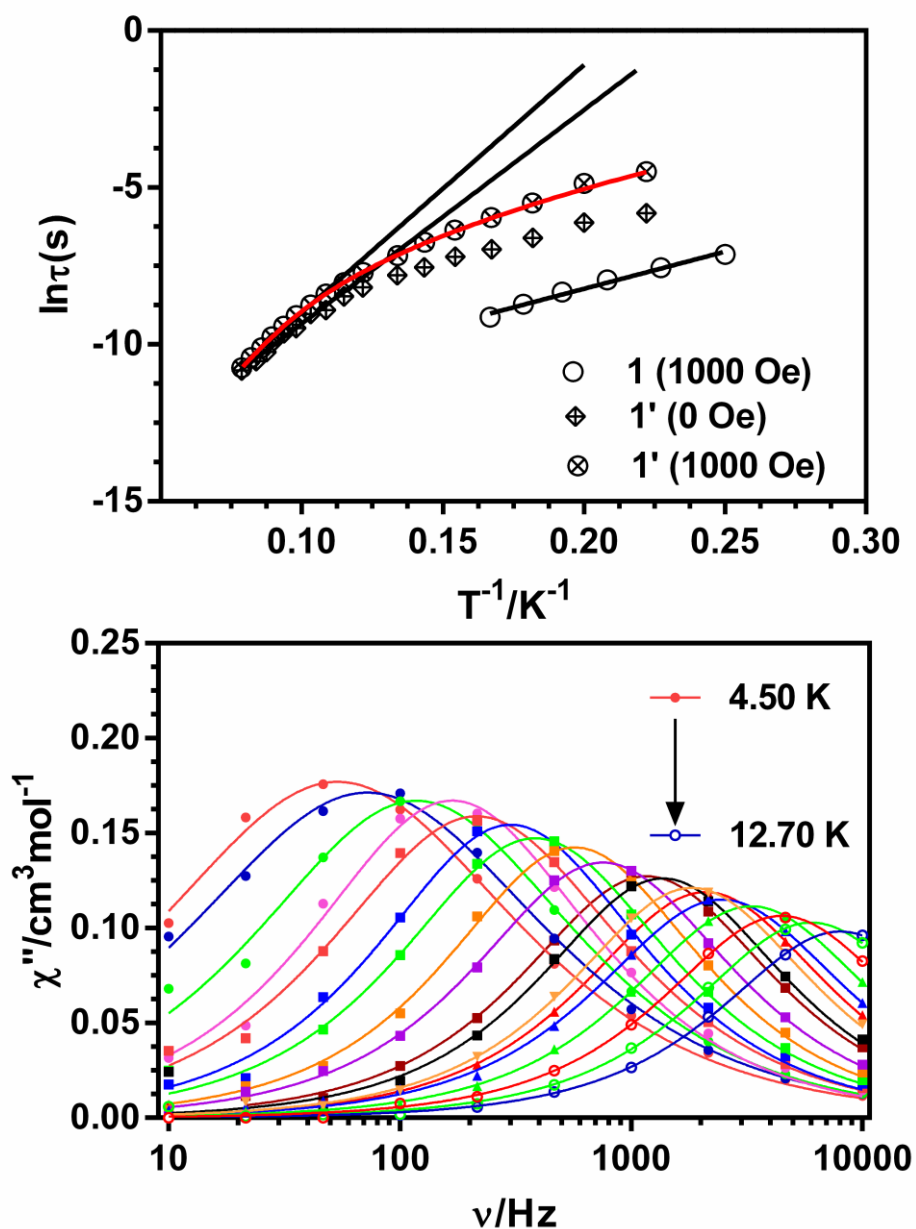 0
-5
-10
-15
lnτ(s)
1 (1000 Oe)
1' (0 Oe)
1' (1000 Oe)
0.10 0.15 0.20 0.25 0.30
T⁻¹/K⁻¹
0.25
0.20
0.15
0.10
0.05
0.00
χ''/cm³mol⁻¹
4.50 K
12.70 K
10 100 1000 10000
ν/Hz